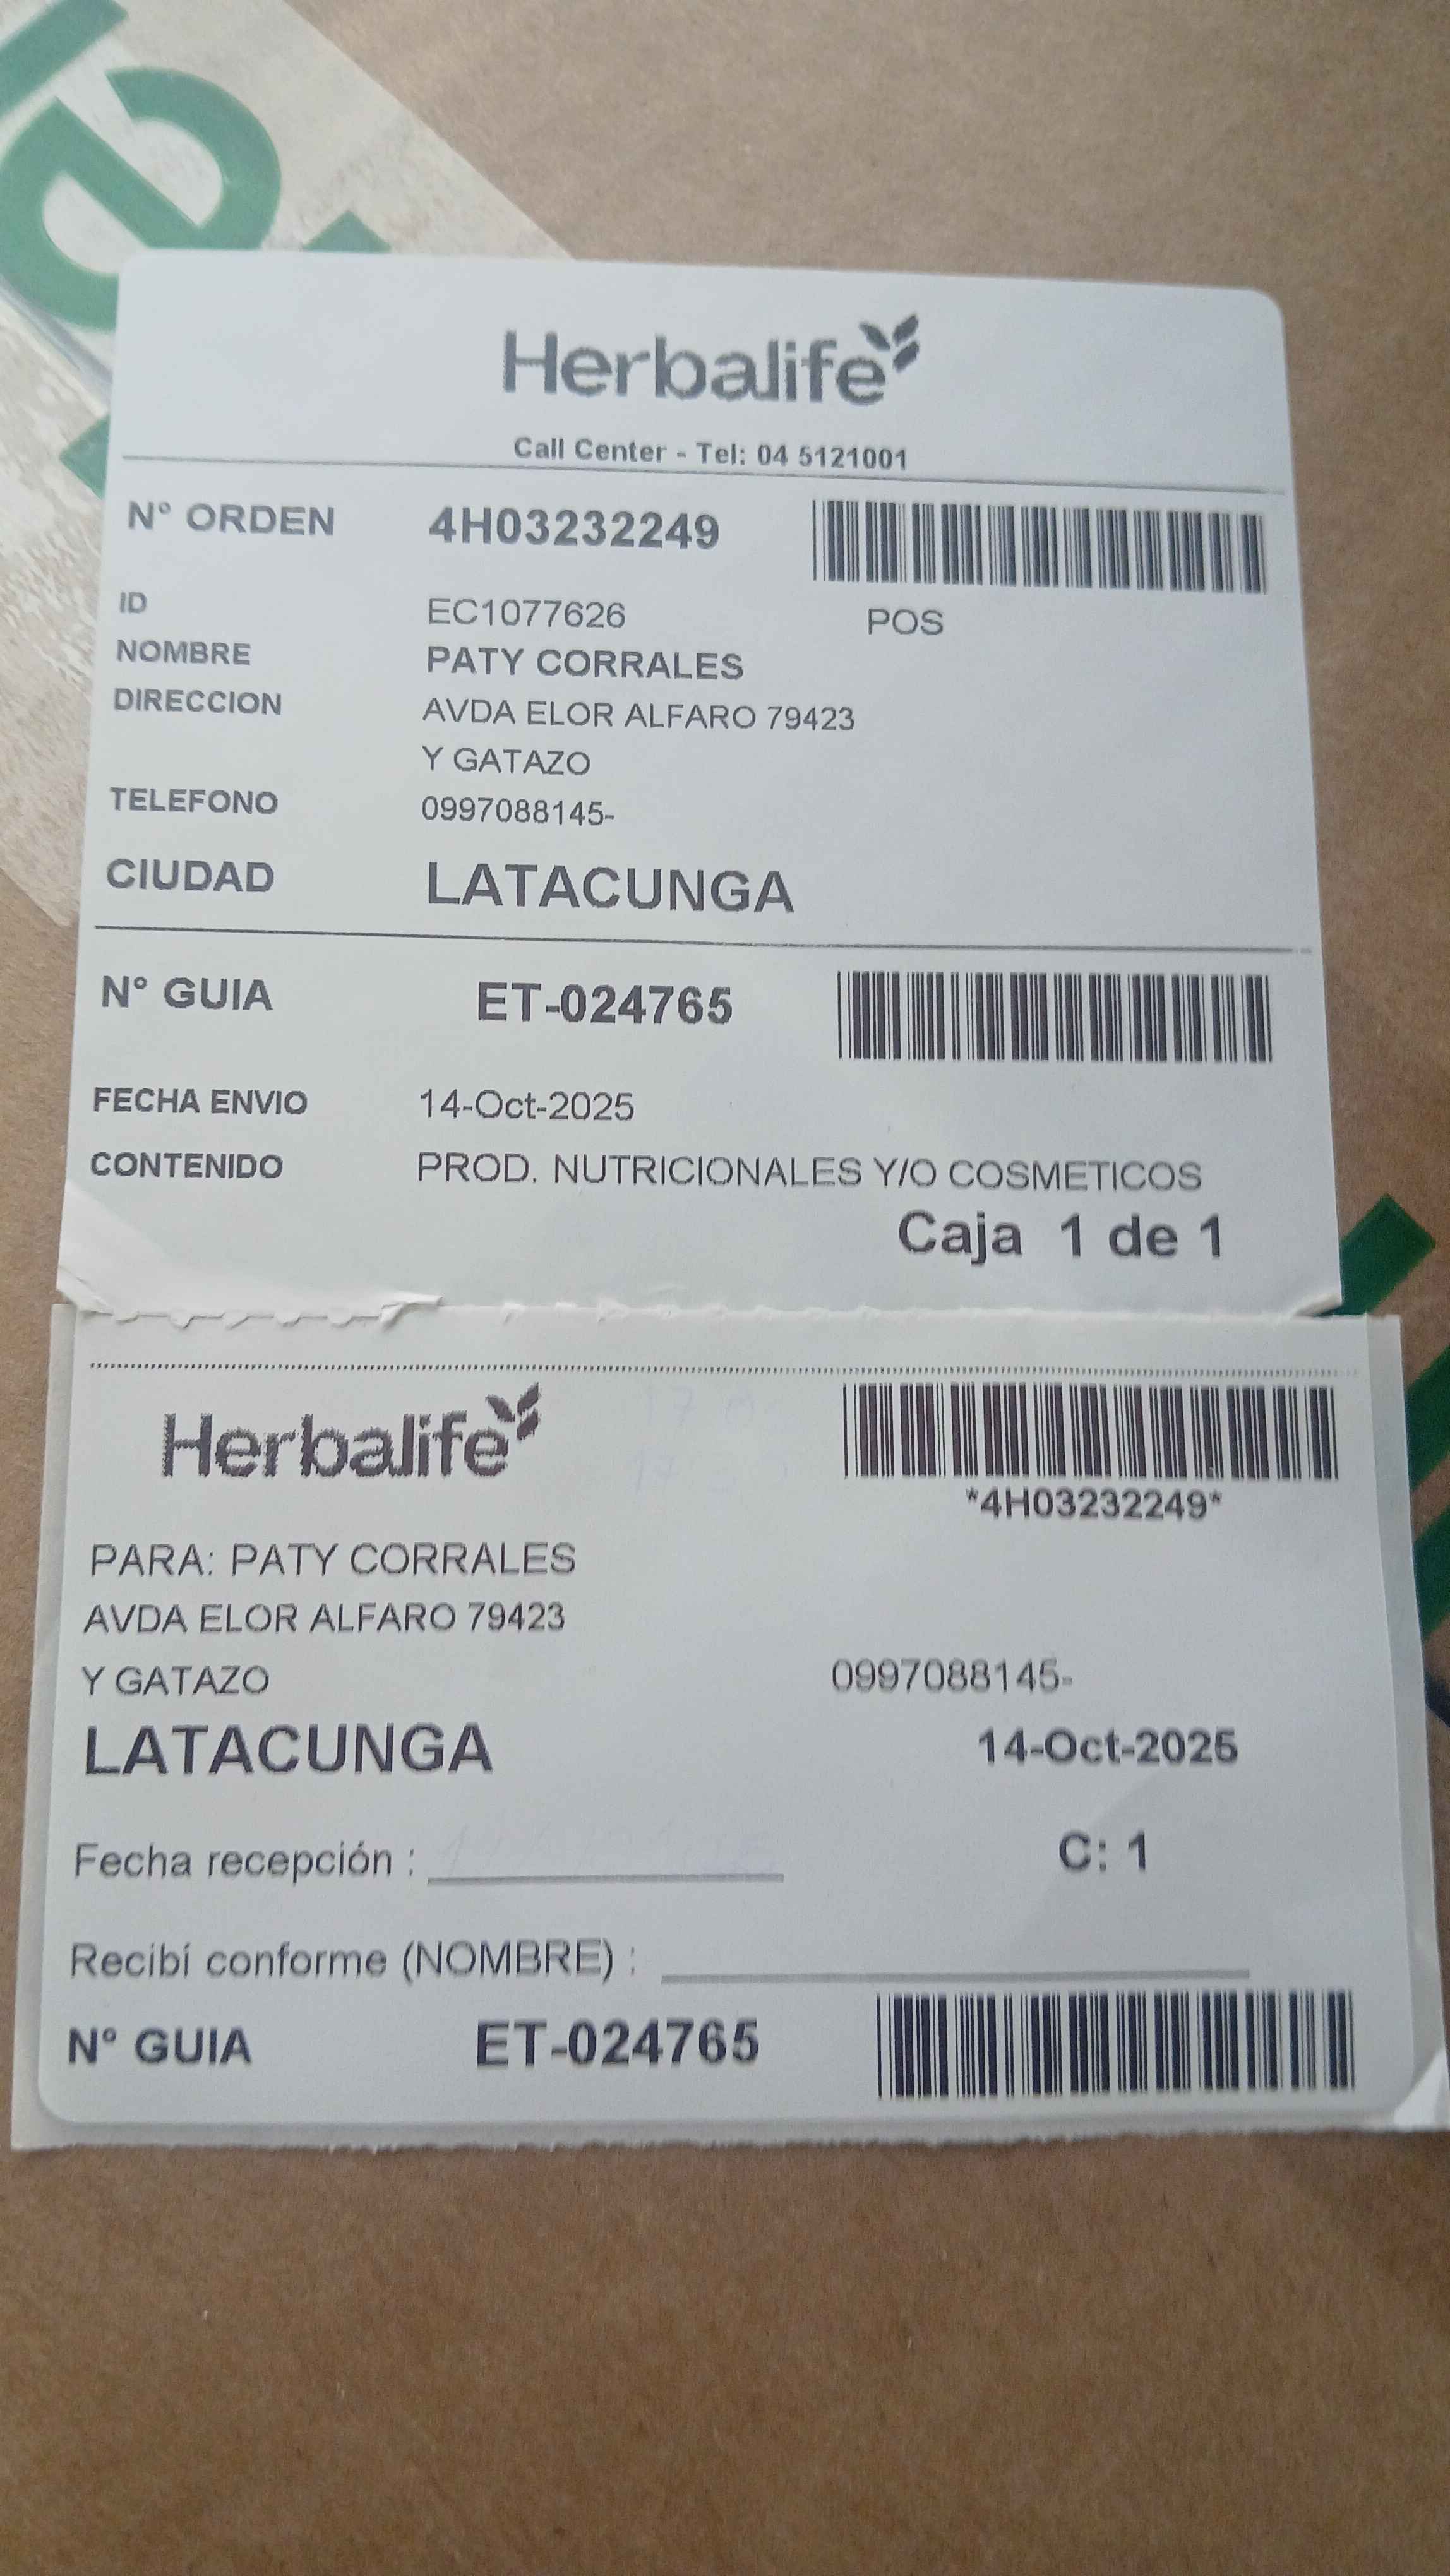 Herbalife
Call Center - Tel: 04 5121001
N° ORDEN 4H03232249
ID EC1077626 POS
NOMBRE PATY CORRALES
DIRECCION AVDA ELOR ALFARO 79423
Y GATAZO
TELEFONO 0997088145-
CIUDAD LATACUNGA
N° GUIA ET-024765
FECHA ENVIO 14-Oct-2025
CONTENIDO PROD. NUTRICIONALES Y/O COSMETICOS
Caja 1 de 1
Herbalife
*4H03232249*
PARA: PATY CORRALES
AVDA ELOR ALFARO 79423
Y GATAZO 0997088145-
LATACUNGA 14-Oct-2025
Fecha recepción : C: 1
Recibí conforme (NOMBRE) :
N° GUIA ET-024765